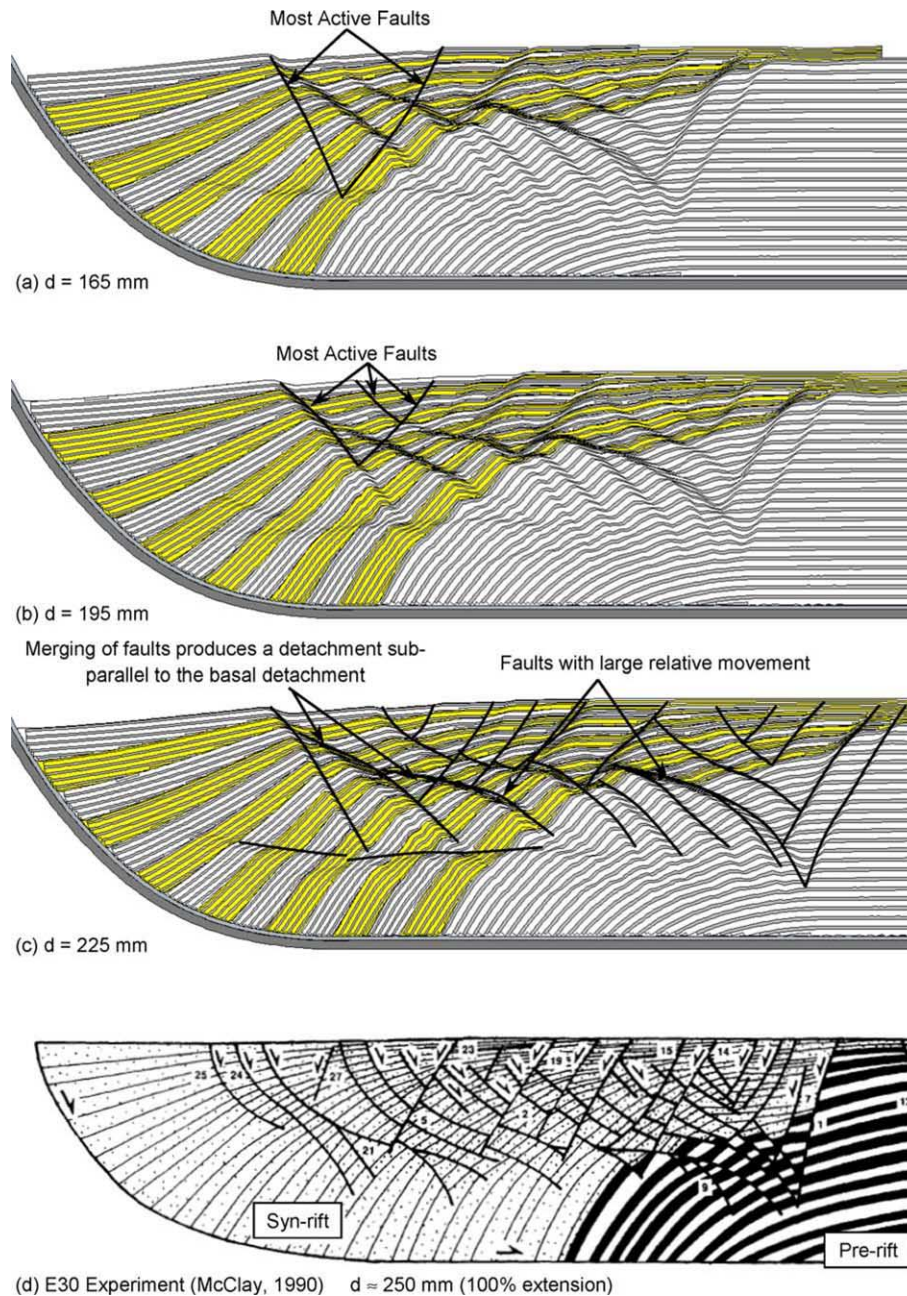 Most Active Faults
(a) d = 165 mm
Most Active Faults
(b) d = 195 mm
Merging of faults produces a detachment sub-
parallel to the basal detachment
Faults with large relative movement
(c) d = 225 mm
25
24
27
23
19
15
14
7
1
5
2
21
9
Syn-rift
Pre-rift
(d) E30 Experiment (McClay, 1990) d ≈ 250 mm (100% extension)